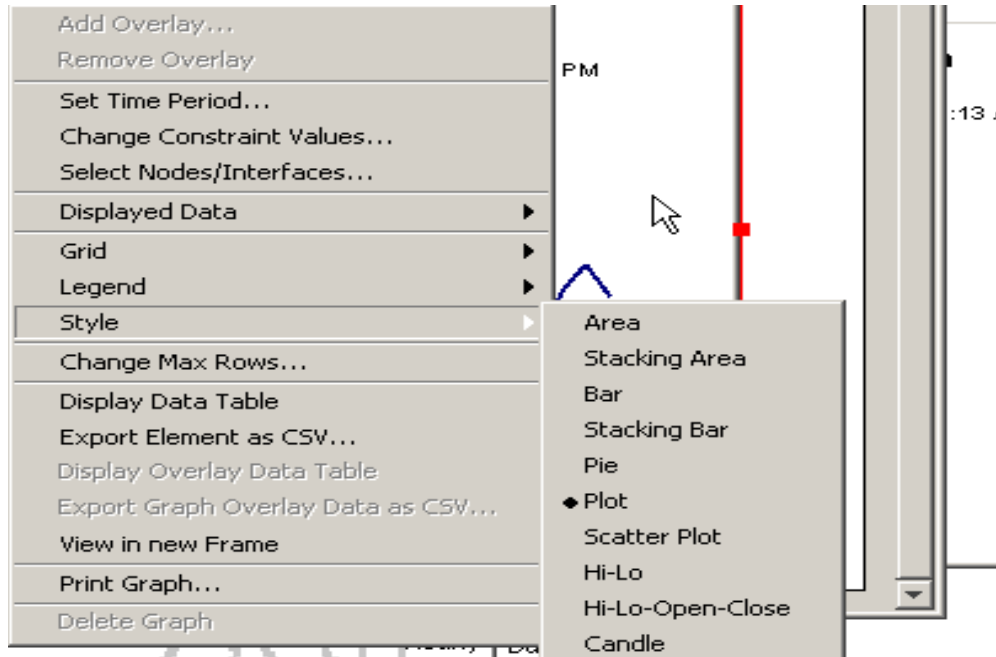 Add Overlay...
Remove Overlay
PM
Set Time Period...
:13
Change Constraint Values...
Select Nodes/Interfaces...
Displayed Data
Grid
Legend
Style
Area
Stacking Area
Bar
Stacking Bar
Pie
Plot
Scatter Plot
Hi-Lo
Hi-Lo-Open-Close
Candle
Change Max Rows...
Display Data Table
Export Element as CSV...
Display Overlay Data Table
Export Graph Overlay Data as CSV...
View in new Frame
Print Graph...
Delete Graph